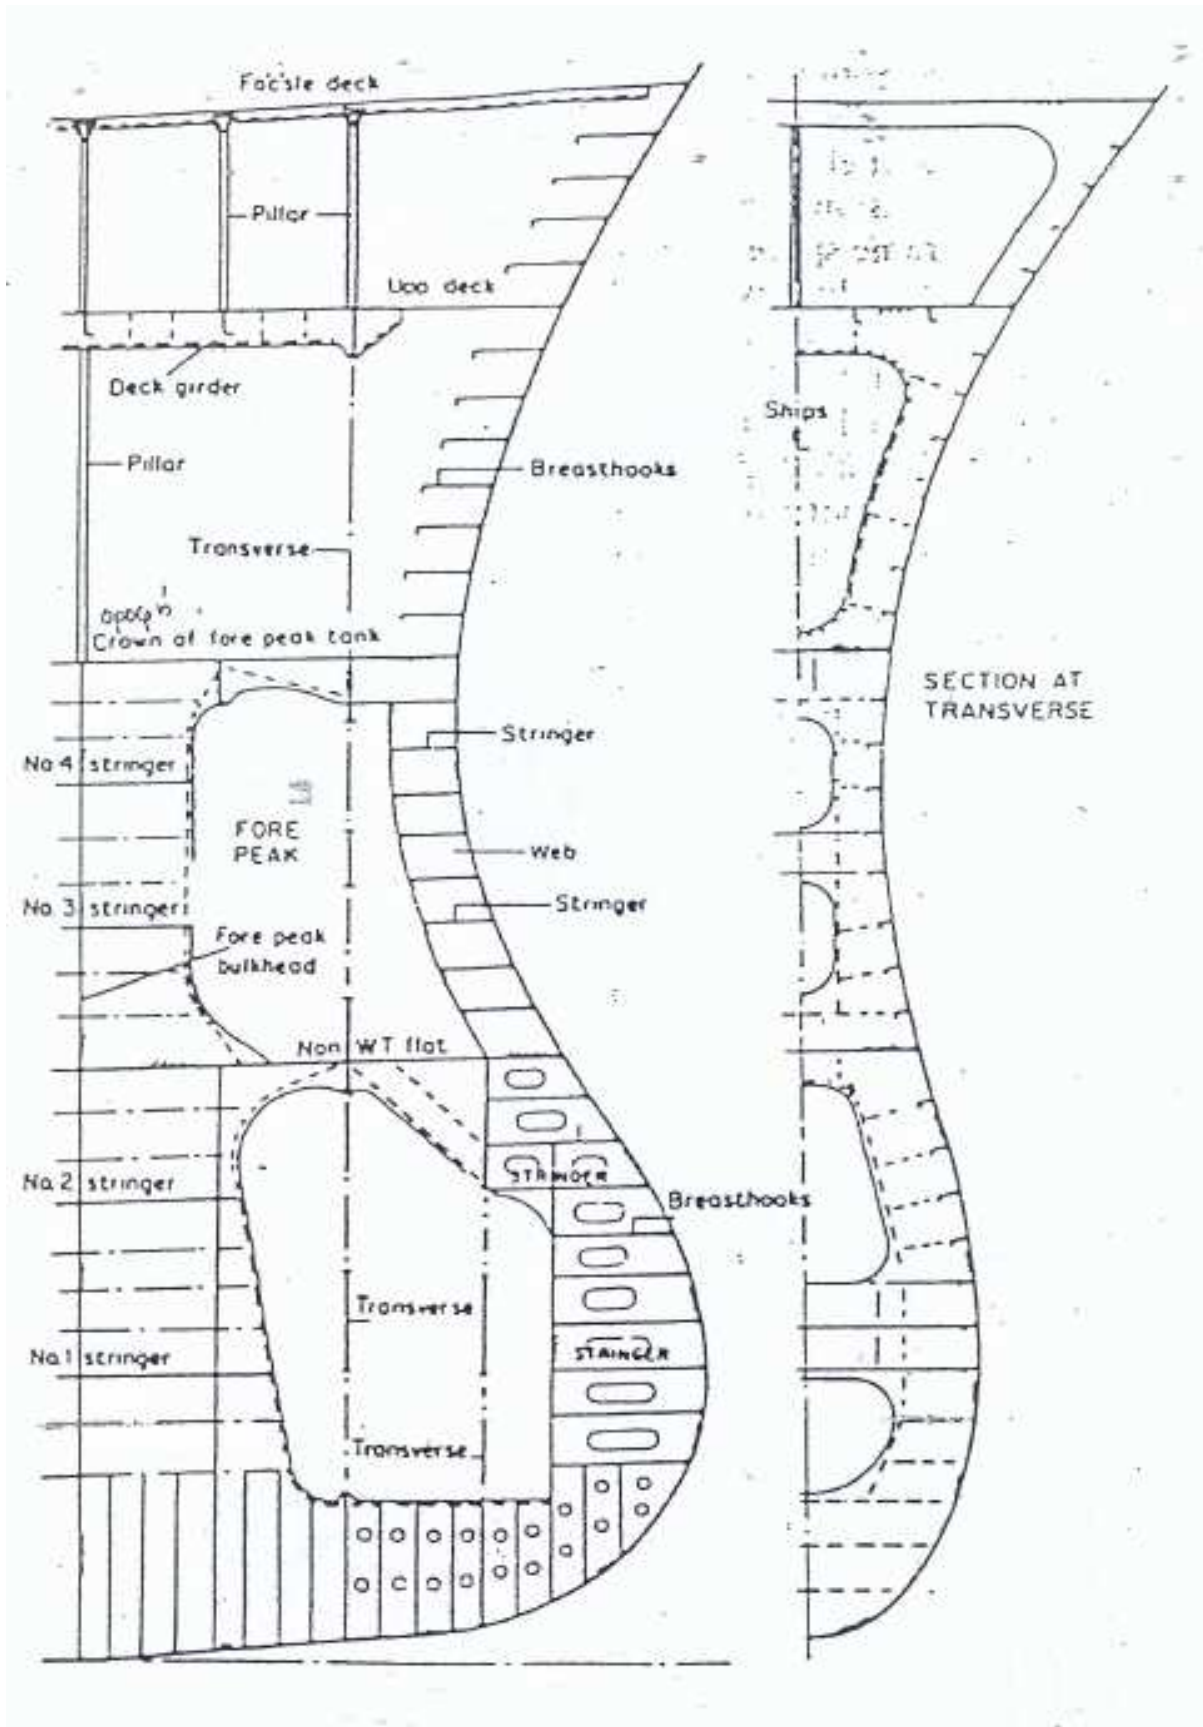 Foc's'le deck
Pillar
Upp deck
Deck girder
Pillar
Breasthooks
Transverse
Crown of fore peak tank
Stringer
No 4 stringer
FORE
PEAK
Web
No 3 stringer
Stringer
Fore peak
bulkhead
Non WT flat
No 2 stringer
STRINGER
Breasthooks
Transverse
No 1 stringer
STRINGER
Transverse
Ships
SECTION AT
TRANSVERSE